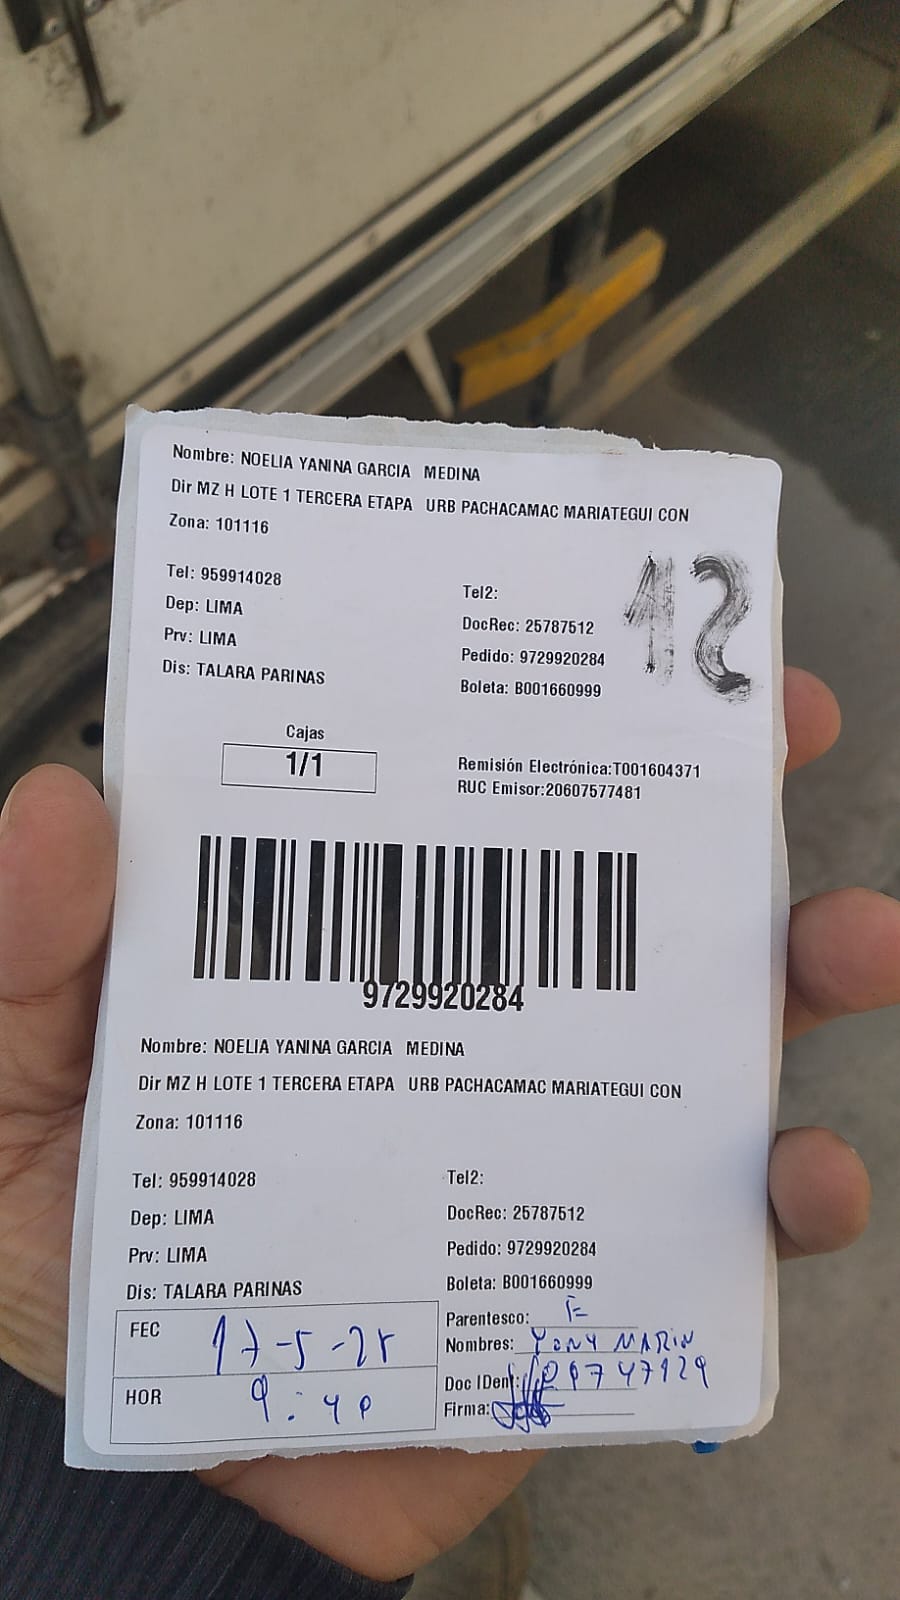 Nombre: NOELIA YANINA GARCIA MEDINA
Dir MZ H LOTE 1 TERCERA ETAPA URB PACHACAMAC MARIATEGUI CON
Zona: 101116
12
Tel: 959914028
Tel2:
Dep: LIMA
DocRec: 25787512
Prv: LIMA
Pedido: 9729920284
Dis: TALARA PARINAS
Boleta: B001660999
Cajas
1/1
Remisión Electrónica:T001604371
RUC Emisor:20607577481
9729920284
Nombre: NOELIA YANINA GARCIA MEDINA
Dir MZ H LOTE 1 TERCERA ETAPA URB PACHACAMAC MARIATEGUI CON
Zona: 101116
Tel: 959914028
Tel2:
Dep: LIMA
DocRec: 25787512
Prv: LIMA
Pedido: 9729920284
Dis: TALARA PARINAS
Boleta: B001660999
FEC
HOR
Parentesco:
Nombres: YONY MARIN
Doc IDent:
Firma: